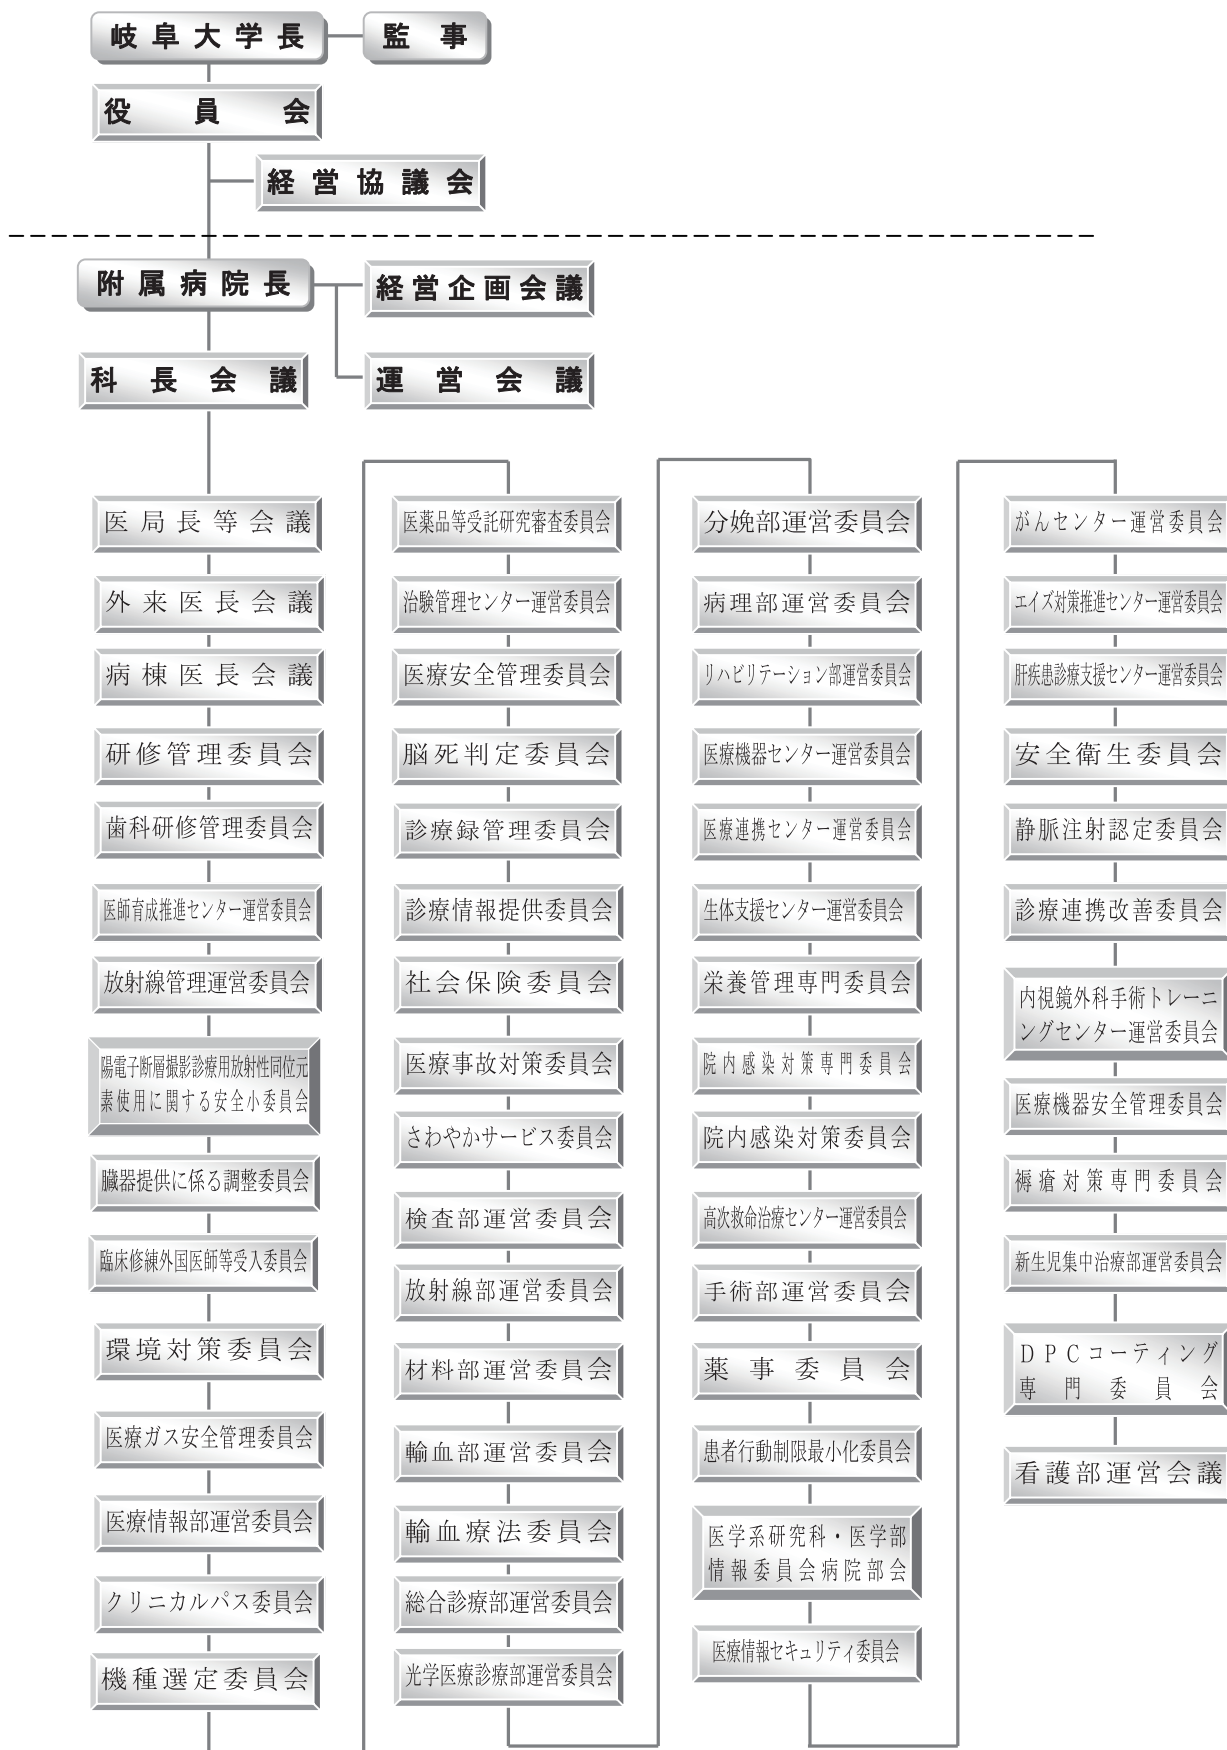 岐阜大学長
監事
役員会
経営協議会
附属病院長
経営企画会議
科長会議
運営会議
医局長等会議
外来医長会議
病棟医長会議
研修管理委員会
歯科研修管理委員会
医師育成推進センター運営委員会
放射線管理運営委員会
陽電子断層撮影診療用放射性同位元
素使用に関する安全小委員会
臓器提供に係る調整委員会
臨床修練外国医師等受入委員会
環境対策委員会
医療ガス安全管理委員会
医療情報部運営委員会
クリニカルパス委員会
機種選定委員会
医薬品等受託研究審査委員会
治験管理センター運営委員会
医療安全管理委員会
脳死判定委員会
診療録管理委員会
診療情報提供委員会
社会保険委員会
医療事故対策委員会
さわやかサービス委員会
検査部運営委員会
放射線部運営委員会
材料部運営委員会
輸血部運営委員会
輸血療法委員会
総合診療部運営委員会
光学医療診療部運営委員会
分娩部運営委員会
病理部運営委員会
リハビリテーション部運営委員会
医療機器センター運営委員会
医療連携センター運営委員会
生体支援センター運営委員会
栄養管理専門委員会
院内感染対策専門委員会
院内感染対策委員会
高次救命治療センター運営委員会
手術部運営委員会
薬事委員会
患者行動制限最小化委員会
医学系研究科・医学部
情報委員会病院部会
医療情報セキュリティ委員会
がんセンター運営委員会
エイズ対策推進センター運営委員会
肝疾患診療支援センター運営委員会
安全衛生委員会
静脈注射認定委員会
診療連携改善委員会
内視鏡外科手術トレーニ
ングセンター運営委員会
医療機器安全管理委員会
褥瘡対策専門委員会
新生児集中治療部運営委員会
DPCコーティング
専門委員会
看護部運営会議